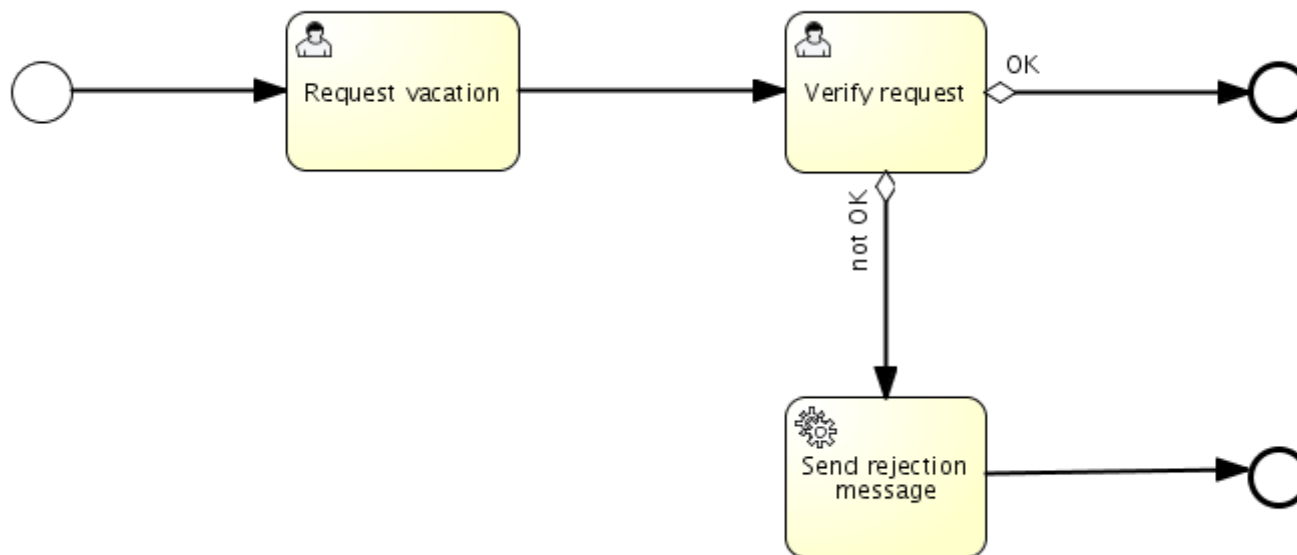 Request vacation
Verify request
OK
not OK
Send rejection
message